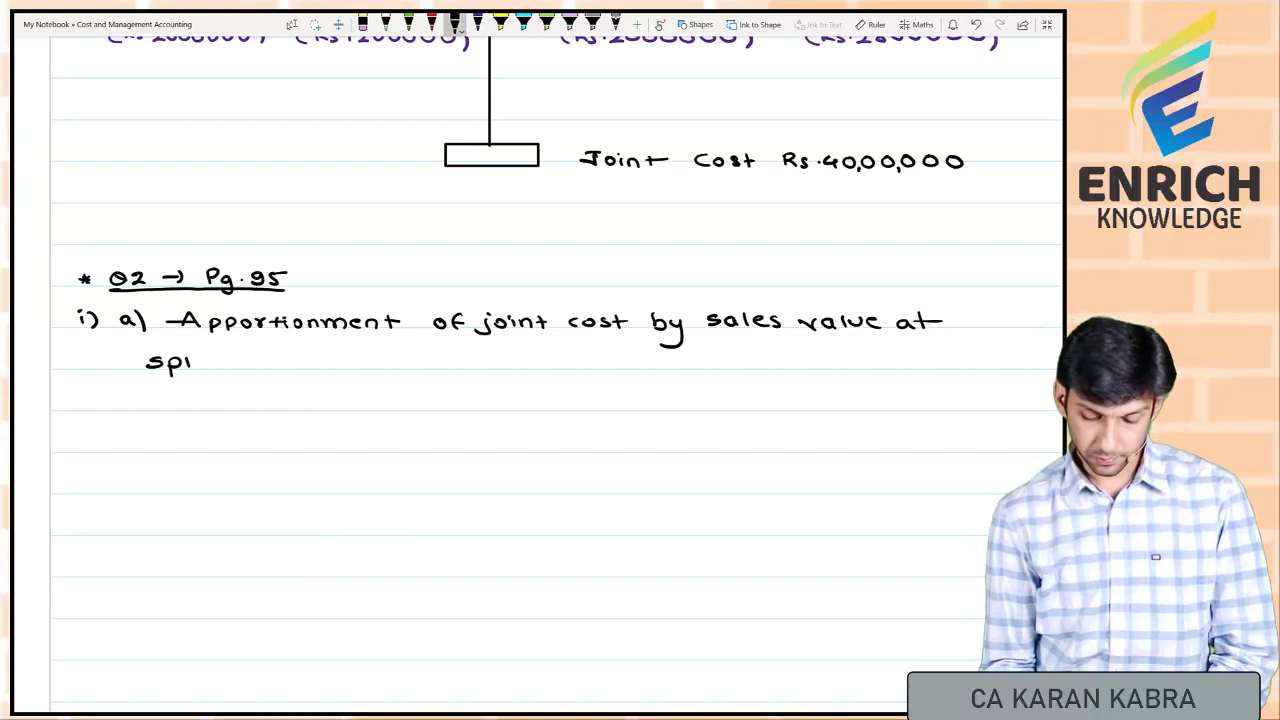 My Notebook » Cost and Management Accounting
Shapes
Ink to Shape
Ink to Text
Ruler
Maths
Joint Cost Rs.40,00,000
* Q2 → Pg.95
i) a) Apportionment of joint cost by sales value at
spl
ENRICH
KNOWLEDGE
CA KARAN KABRA